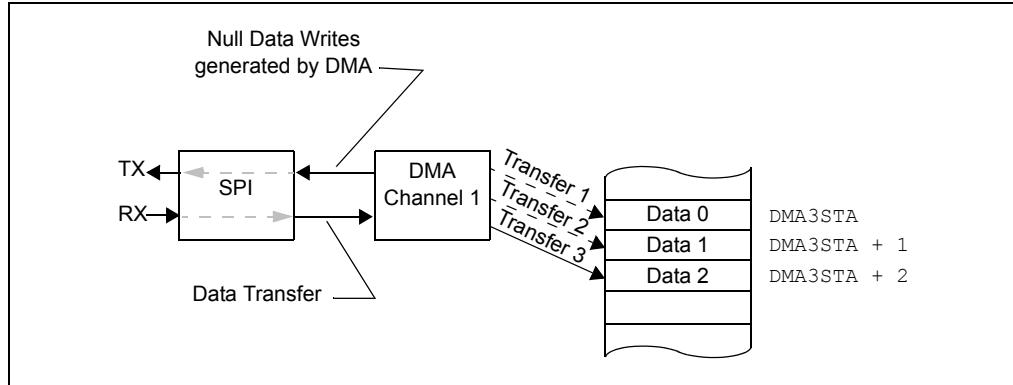 Null Data Writes
generated by DMA
TX
SPI
RX
DMA
Channel 1
Transfer 1
Transfer 2
Transfer 3
Data 0 DMA3STA
Data 1 DMA3STA + 1
Data 2 DMA3STA + 2
Data Transfer